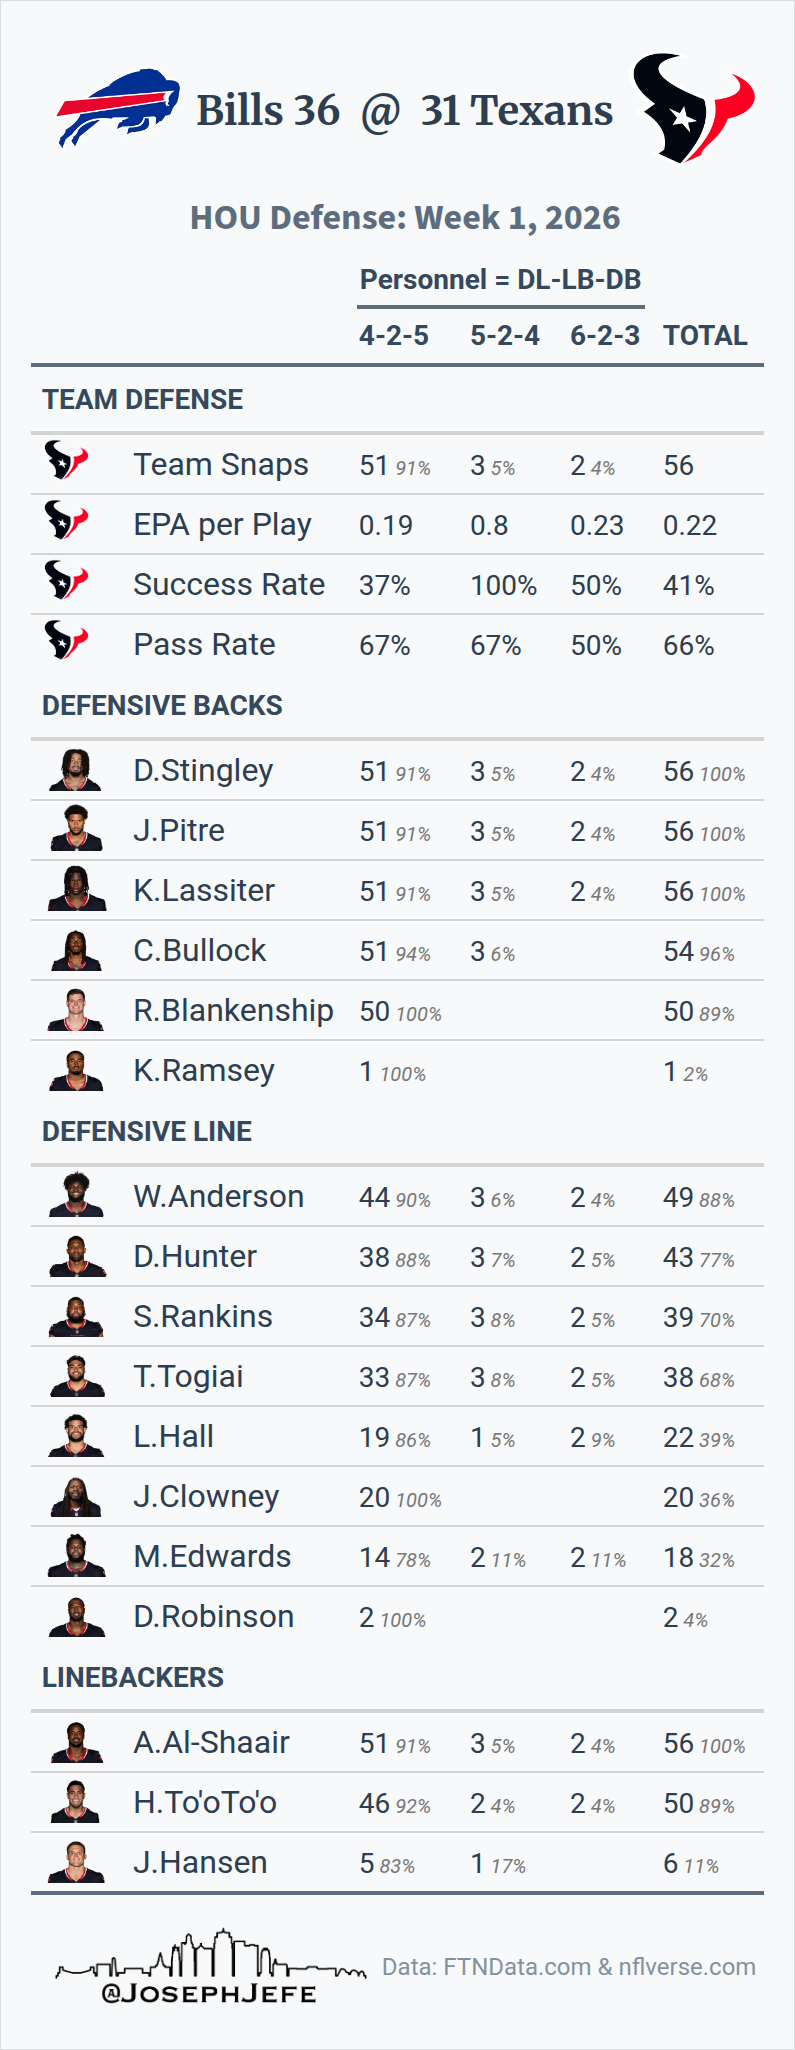 Bills 36 @ 31 Texans
HOU Defense: Week 1, 2026
Personnel = DL-LB-DB
4-2-5 5-2-4 6-2-3 TOTAL
TEAM DEFENSE
Team Snaps 51 91% 3 5% 2 4% 56
EPA per Play 0.19 0.8 0.23 0.22
Success Rate 37% 100% 50% 41%
Pass Rate 67% 67% 50% 66%
DEFENSIVE BACKS
D.Stingley 51 91% 3 5% 2 4% 56 100%
J.Pitre 51 91% 3 5% 2 4% 56 100%
K.Lassiter 51 91% 3 5% 2 4% 56 100%
C.Bullock 51 94% 3 6% 54 96%
R.Blankenship 50 100% 50 89%
K.Ramsey 1 100% 1 2%
DEFENSIVE LINE
W.Anderson 44 90% 3 6% 2 4% 49 88%
D.Hunter 38 88% 3 7% 2 5% 43 77%
S.Rankins 34 87% 3 8% 2 5% 39 70%
T.Togiai 33 87% 3 8% 2 5% 38 68%
L.Hall 19 86% 1 5% 2 9% 22 39%
J.Clowney 20 100% 20 36%
M.Edwards 14 78% 2 11% 2 11% 18 32%
D.Robinson 2 100% 2 4%
LINEBACKERS
A.Al-Shaair 51 91% 3 5% 2 4% 56 100%
H.To'oTo'o 46 92% 2 4% 2 4% 50 89%
J.Hansen 5 83% 1 17% 6 11%
@JOSEPHJEFE
Data: FTNData.com & nflverse.com